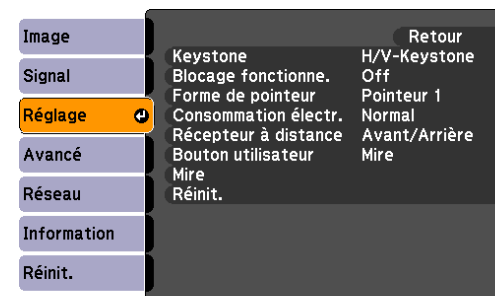 Image
Signal
Réglage
Avancé
Réseau
Information
Réinit.
Retour
Keystone H/V-Keystone
Blocage fonctionne. Off
Forme de pointeur Pointeur 1
Consommation électr. Normal
Récepteur à distance Avant/Arrière
Bouton utilisateur Mire
Mire
Réinit.